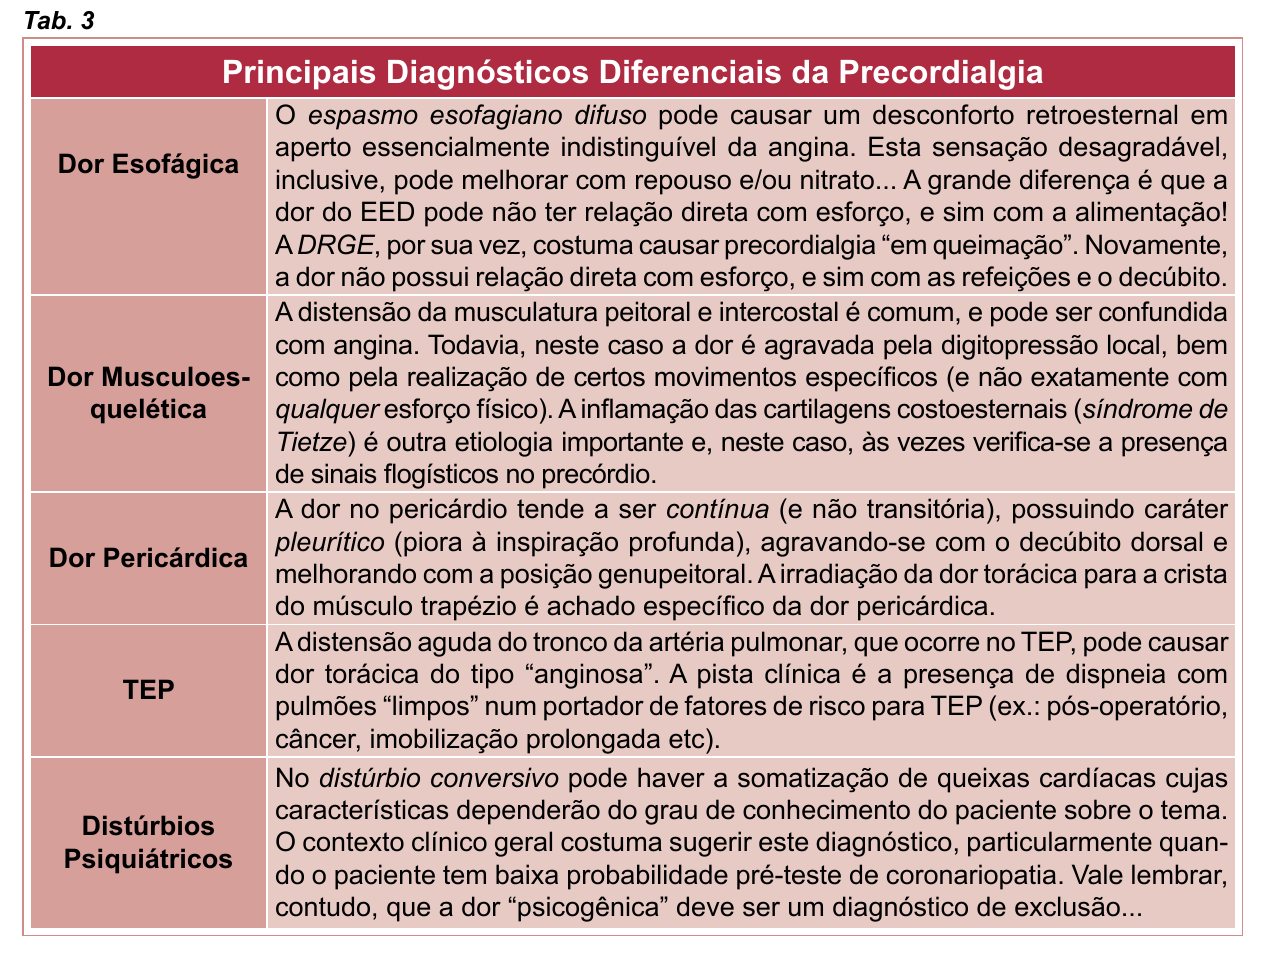 Tab. 3
Principais Diagnósticos Diferenciais da Precordialgia
Dor Esofágica
O espasmo esofagiano difuso pode causar um desconforto retroesternal em
aperto essencialmente indistinguível da angina. Esta sensação desagradável,
inclusive, pode melhorar com repouso e/ou nitrato... A grande diferença é que a
dor do EED pode não ter relação direta com esforço, e sim com a alimentação!
A DRGE, por sua vez, costuma causar precordialgia “em queimação”. Novamente,
a dor não possui relação direta com esforço, e sim com as refeições e o decúbito.
Dor Musculoes-
quelética
A distensão da musculatura peitoral e intercostal é comum, e pode ser confundida
com angina. Todavia, neste caso a dor é agravada pela digitopressão local, bem
como pela realização de certos movimentos específicos (e não exatamente com
qualquer esforço físico). A inflamação das cartilagens costoesternais (síndrome de
Tietze) é outra etiologia importante e, neste caso, às vezes verifica-se a presença
de sinais flogísticos no precórdio.
Dor Pericárdica
A dor no pericárdio tende a ser contínua (e não transitória), possuindo caráter
pleurítico (piora à inspiração profunda), agravando-se com o decúbito dorsal e
melhorando com a posição genupeitoral. A irradiação da dor torácica para a crista
do músculo trapézio é achado específico da dor pericárdica.
TEP
A distensão aguda do tronco da artéria pulmonar, que ocorre no TEP, pode causar
dor torácica do tipo “anginosa”. A pista clínica é a presença de dispneia com
pulmões “limpos” num portador de fatores de risco para TEP (ex.: pós-operatório,
câncer, imobilização prolongada etc).
Distúrbios
Psiquiátricos
No distúrbio conversivo pode haver a somatização de queixas cardíacas cujas
características dependerão do grau de conhecimento do paciente sobre o tema.
O contexto clínico geral costuma sugerir este diagnóstico, particularmente quan-
do o paciente tem baixa probabilidade pré-teste de coronariopatia. Vale lembrar,
contudo, que a dor “psicogênica” deve ser um diagnóstico de exclusão...